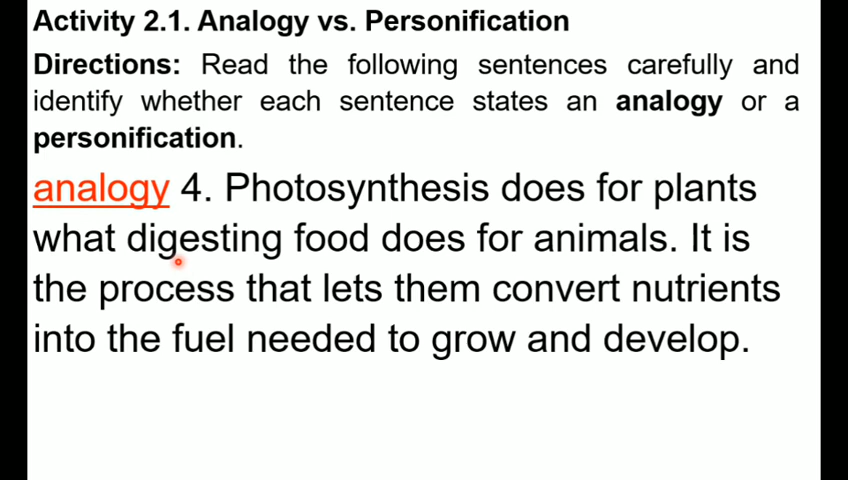 Activity 2.1. Analogy vs. Personification
Directions: Read the following sentences carefully and
identify whether each sentence states an analogy or a
personification.
analogy 4. Photosynthesis does for plants
what digesting food does for animals. It is
the process that lets them convert nutrients
into the fuel needed to grow and develop.